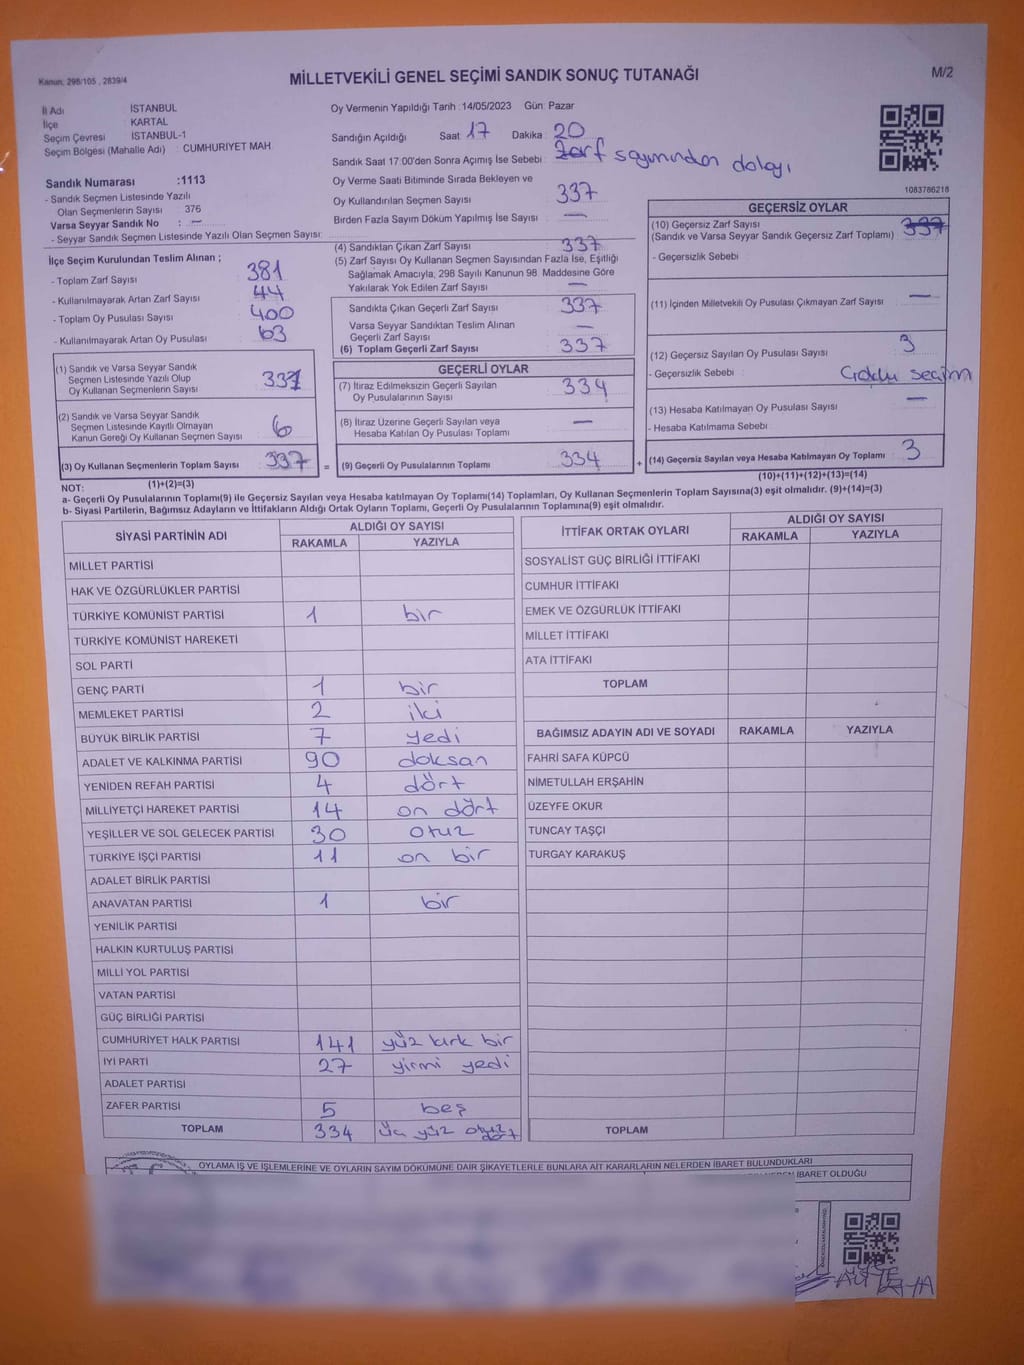 Kanun, 298/105 , 2839/4
MİLLETVEKİLİ GENEL SEÇİMİ SANDIK SONUÇ TUTANAĞI
M/2
İl Adı İSTANBUL
İlçe KARTAL
Seçim Çevresi İSTANBUL-1
Seçim Bölgesi (Mahalle Adı) : CUMHURİYET MAH
Sandık Numarası :1113
- Sandık Seçmen Listesinde Yazılı
Olan Seçmenlerin Sayısı : 376
Varsa Seyyar Sandık No : —
- Seyyar Sandık Seçmen Listesinde Yazılı Olan Seçmen Sayısı:
Oy Vermenin Yapıldığı Tarih : 14/05/2023 Gün: Pazar
Sandığın Açıldığı Saat 17 Dakika : 20
Sandık Saat 17:00'den Sonra Açımış İse Sebebi : Zarf sayımından dolayı
Oy Verme Saati Bitiminde Sırada Bekleyen ve
Oy Kullandırılan Seçmen Sayısı : 337
Birden Fazla Sayım Döküm Yapılmış İse Sayısı : —
1083786218
İlçe Seçim Kurulundan Teslim Alınan ;
- Toplam Zarf Sayısı : 381
- Kullanılmayarak Artan Zarf Sayısı : 44
- Toplam Oy Pusulası Sayısı : 400
- Kullanılmayarak Artan Oy Pusulası : 63
(1) Sandık ve Varsa Seyyar Sandık
Seçmen Listesinde Yazılı Olup
Oy Kullanan Seçmenlerin Sayısı
(2) Sandık ve Varsa Seyyar Sandık
Seçmen Listesinde Kayıtlı Olmayan
Kanun Gereği Oy Kullanan Seçmen Sayısı 6
(3) Oy Kullanan Seçmenlerin Toplam Sayısı 337
(1)+(2)=(3)
(4) Sandıktan Çıkan Zarf Sayısı : 337
(5) Zarf Sayısı Oy Kullanan Seçmen Sayısından Fazla İse, Eşitliği
Sağlamak Amacıyla, 298 Sayılı Kanunun 98. Maddesine Göre
Yakılarak Yok Edilen Zarf Sayısı : —
Sandıkta Çıkan Geçerli Zarf Sayısı : 337
Varsa Seyyar Sandıktan Teslim Alınan
Geçerli Zarf Sayısı : —
(6) Toplam Geçerli Zarf Sayısı : 337
GEÇERLİ OYLAR
(7) İtiraz Edilmeksizin Geçerli Sayılan
Oy Pusulalarının Sayısı 334
(8) İtiraz Üzerine Geçerli Sayılan veya
Hesaba Katılan Oy Pusulası Toplamı —
= (9) Geçerli Oy Pusulalarının Toplamı 334
GEÇERSİZ OYLAR
(10) Geçersiz Zarf Sayısı : 337
(Sandık ve Varsa Seyyar Sandık Geçersiz Zarf Toplamı)
- Geçersizlik Sebebi :
(11) İçinden Milletvekili Oy Pusulası Çıkmayan Zarf Sayısı : —
(12) Geçersiz Sayılan Oy Pusulası Sayısı : 3
- Geçersizlik Sebebi : Çoklu seçim
(13) Hesaba Katılmayan Oy Pusulası Sayısı : —
- Hesaba Katılmama Sebebi :
+ (14) Geçersiz Sayılan veya Hesaba Katılmayan Oy Toplamı 3
(10)+(11)+(12)+(13)=(14)
NOT:
a- Geçerli Oy Pusulalarının Toplamı(9) ile Geçersiz Sayılan veya Hesaba katılmayan Oy Toplamı(14) Toplamları, Oy Kullanan Seçmenlerin Toplam Sayısına(3) eşit olmalıdır. (9)+(14)=(3)
b- Siyasi Partilerin, Bağımsız Adayların ve İttifakların Aldığı Ortak Oyların Toplamı, Geçerli Oy Pusulalarının Toplamına(9) eşit olmalıdır.
SİYASİ PARTİNİN ADI ALDIĞI OY SAYISI
RAKAMLA YAZIYLA
MİLLET PARTİSİ
HAK VE ÖZGÜRLÜKLER PARTİSİ
TÜRKİYE KOMÜNİST PARTİSİ 1 bir
TÜRKİYE KOMÜNİST HAREKETİ
SOL PARTİ
GENÇ PARTİ 1 bir
MEMLEKET PARTİSİ 2 iki
BÜYÜK BİRLİK PARTİSİ 7 yedi
ADALET VE KALKINMA PARTİSİ 90 doksan
YENİDEN REFAH PARTİSİ 4 dört
MİLLİYETÇİ HAREKET PARTİSİ 14 on dört
YEŞİLLER VE SOL GELECEK PARTİSİ 30 otuz
TÜRKİYE İŞÇİ PARTİSİ 11 on bir
ADALET BİRLİK PARTİSİ
ANAVATAN PARTİSİ 1 bir
YENİLİK PARTİSİ
HALKIN KURTULUŞ PARTİSİ
MİLLİ YOL PARTİSİ
VATAN PARTİSİ
GÜÇ BİRLİĞİ PARTİSİ
CUMHURİYET HALK PARTİSİ 141 yüz kırk bir
İYİ PARTİ 27 yirmi yedi
ADALET PARTİSİ
ZAFER PARTİSİ 5 beş
TOPLAM 334 üç yüz otuz dört
İTTİFAK ORTAK OYLARI ALDIĞI OY SAYISI
RAKAMLA YAZIYLA
SOSYALİST GÜÇ BİRLİĞİ İTTİFAKI
CUMHUR İTTİFAKI
EMEK VE ÖZGÜRLÜK İTTİFAKI
MİLLET İTTİFAKI
ATA İTTİFAKI
TOPLAM
BAĞIMSIZ ADAYIN ADI VE SOYADI RAKAMLA YAZIYLA
FAHRİ SAFA KÜPCÜ
NİMETULLAH ERŞAHİN
ÜZEYFE OKUR
TUNCAY TAŞÇI
TURGAY KARAKUŞ
TOPLAM
OYLAMA İŞ VE İŞLEMLERİNE VE OYLARIN SAYIM DÖKÜMÜNE DAİR ŞİKAYETLERLE BUNLARA AİT KARARLARIN NELERDEN İBARET BULUNDUKLARI
İBARET OLDUĞU